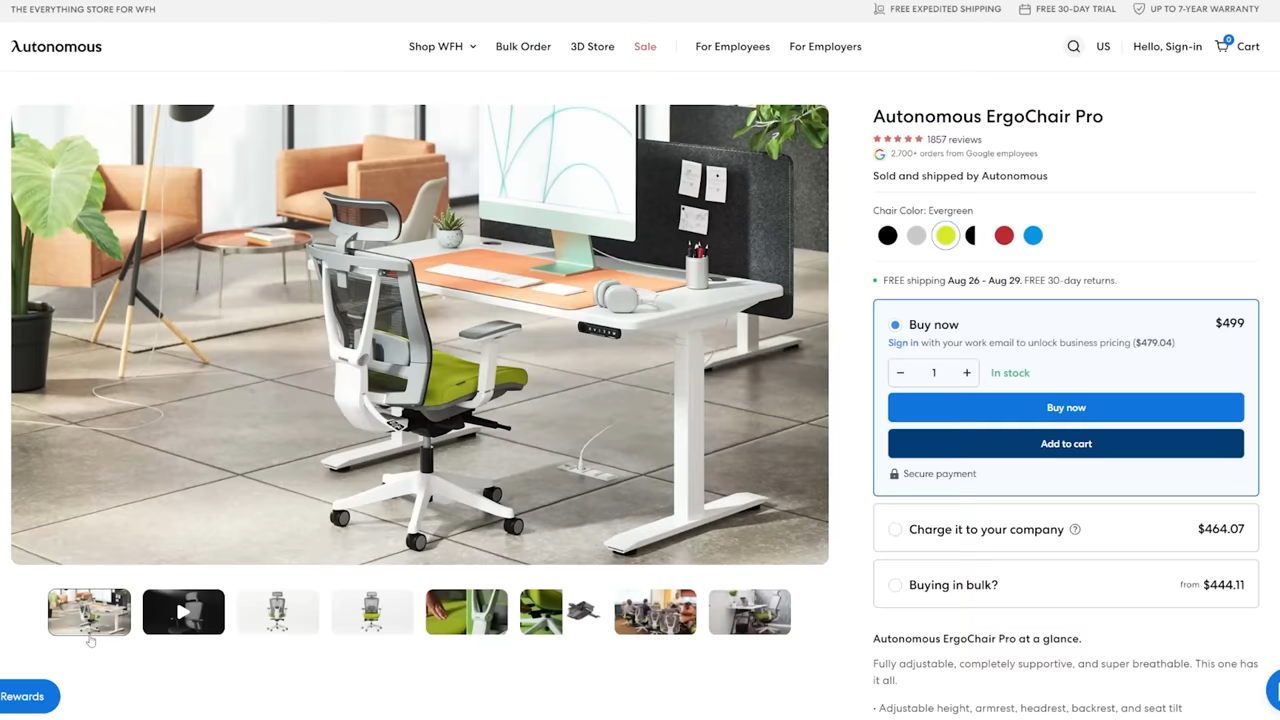 THE EVERYTHING STORE FOR WFH
FREE EXPEDITED SHIPPING
FREE 30-DAY TRIAL
UP TO 7-YEAR WARRANTY
Autonomous
Shop WFH
Bulk Order
3D Store
Sale
For Employees
For Employers
US
Hello, Sign-in
0
Cart
Autonomous ErgoChair Pro
1857 reviews
2,700+ orders from Google employees
Sold and shipped by Autonomous
Chair Color: Evergreen
FREE shipping Aug 26 - Aug 29. FREE 30-day returns.
Buy now $499
Sign in with your work email to unlock business pricing ($479.04)
− 1 + In stock
Buy now
Add to cart
Secure payment
Charge it to your company ? $464.07
Buying in bulk? from $444.11
Autonomous ErgoChair Pro at a glance.
Fully adjustable, completely supportive, and super breathable. This one has
it all.
• Adjustable height, armrest, headrest, backrest, and seat tilt
Rewards